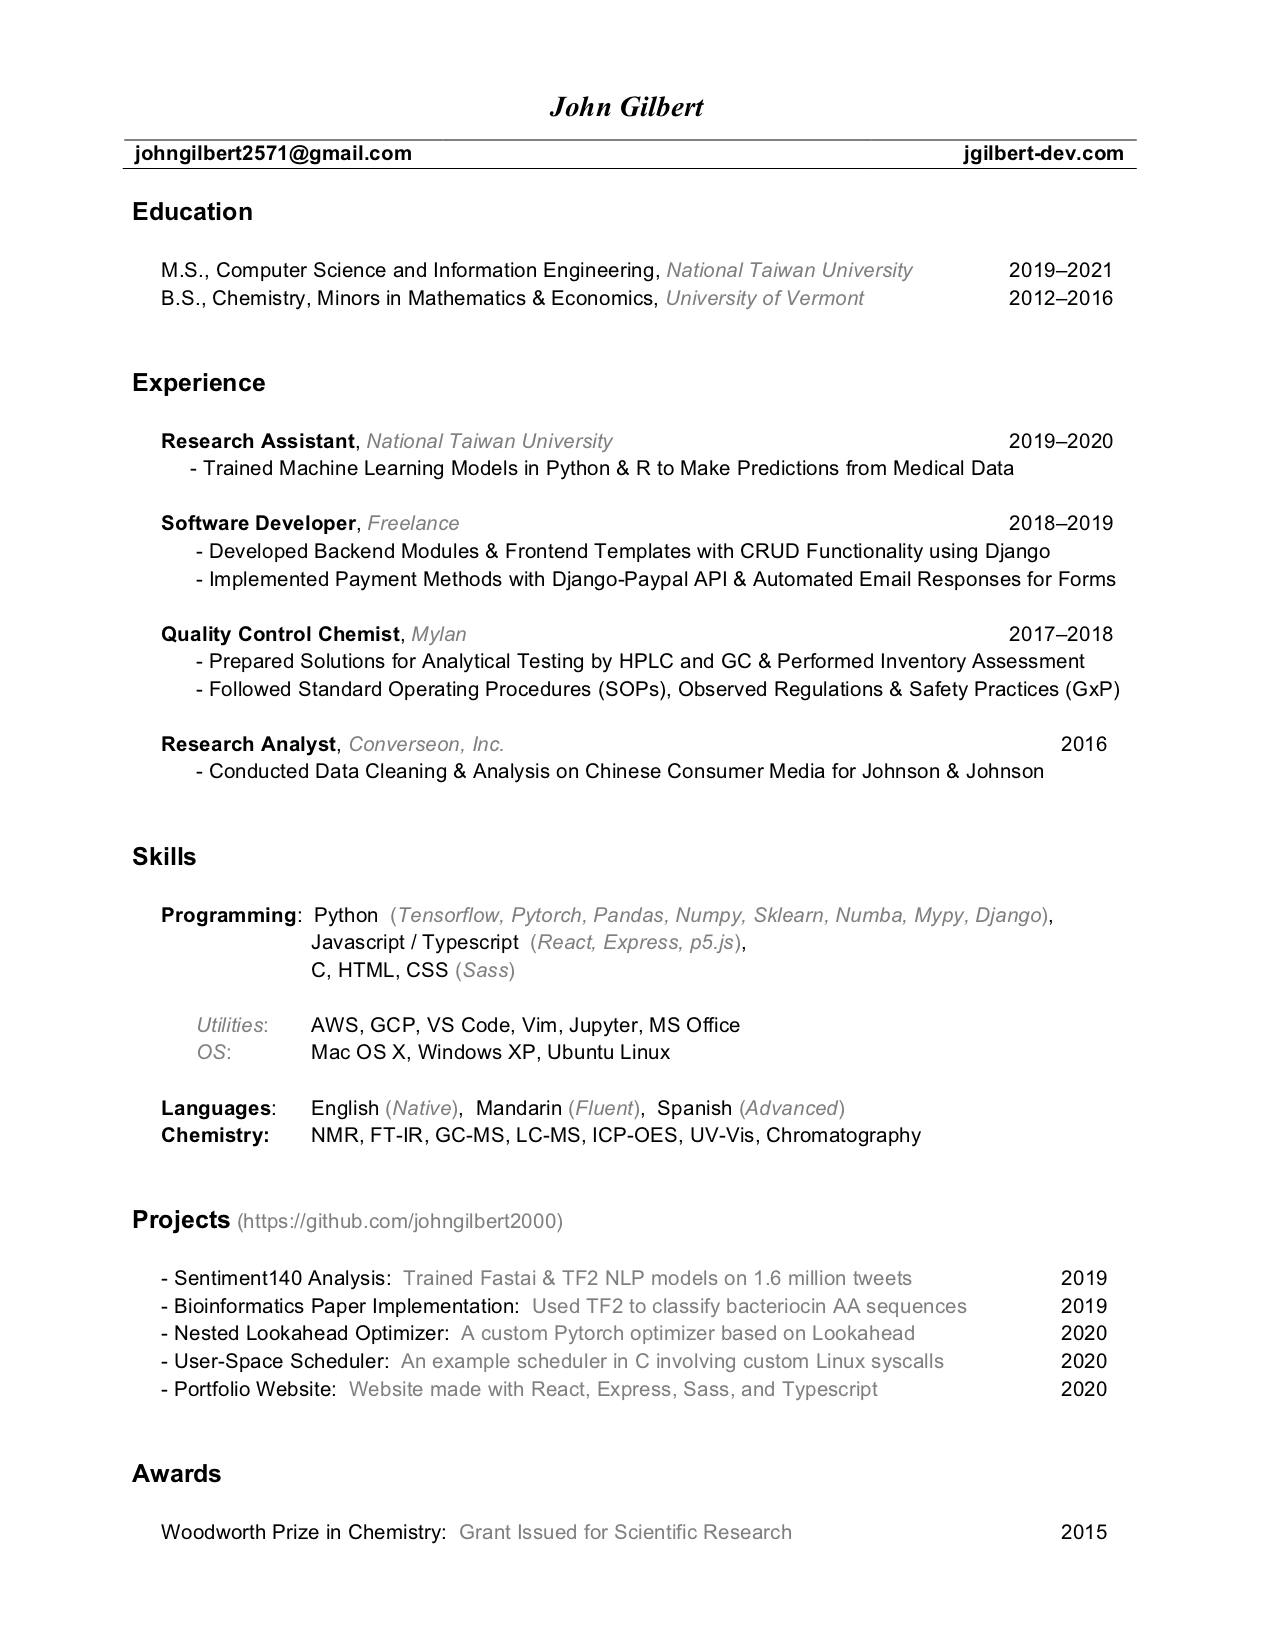 John Gilbert
johngilbert2571@gmail.com jgilbert-dev.com
Education
M.S., Computer Science and Information Engineering, National Taiwan University 2019–2021
B.S., Chemistry, Minors in Mathematics & Economics, University of Vermont 2012–2016
Experience
Research Assistant, National Taiwan University 2019–2020
- Trained Machine Learning Models in Python & R to Make Predictions from Medical Data
Software Developer, Freelance 2018–2019
- Developed Backend Modules & Frontend Templates with CRUD Functionality using Django
- Implemented Payment Methods with Django-Paypal API & Automated Email Responses for Forms
Quality Control Chemist, Mylan 2017–2018
- Prepared Solutions for Analytical Testing by HPLC and GC & Performed Inventory Assessment
- Followed Standard Operating Procedures (SOPs), Observed Regulations & Safety Practices (GxP)
Research Analyst, Converseon, Inc. 2016
- Conducted Data Cleaning & Analysis on Chinese Consumer Media for Johnson & Johnson
Skills
Programming: Python (Tensorflow, Pytorch, Pandas, Numpy, Sklearn, Numba, Mypy, Django),
Javascript / Typescript (React, Express, p5.js),
C, HTML, CSS (Sass)
Utilities: AWS, GCP, VS Code, Vim, Jupyter, MS Office
OS: Mac OS X, Windows XP, Ubuntu Linux
Languages: English (Native), Mandarin (Fluent), Spanish (Advanced)
Chemistry: NMR, FT-IR, GC-MS, LC-MS, ICP-OES, UV-Vis, Chromatography
Projects (https://github.com/johngilbert2000)
- Sentiment140 Analysis: Trained Fastai & TF2 NLP models on 1.6 million tweets 2019
- Bioinformatics Paper Implementation: Used TF2 to classify bacteriocin AA sequences 2019
- Nested Lookahead Optimizer: A custom Pytorch optimizer based on Lookahead 2020
- User-Space Scheduler: An example scheduler in C involving custom Linux syscalls 2020
- Portfolio Website: Website made with React, Express, Sass, and Typescript 2020
Awards
Woodworth Prize in Chemistry: Grant Issued for Scientific Research 2015